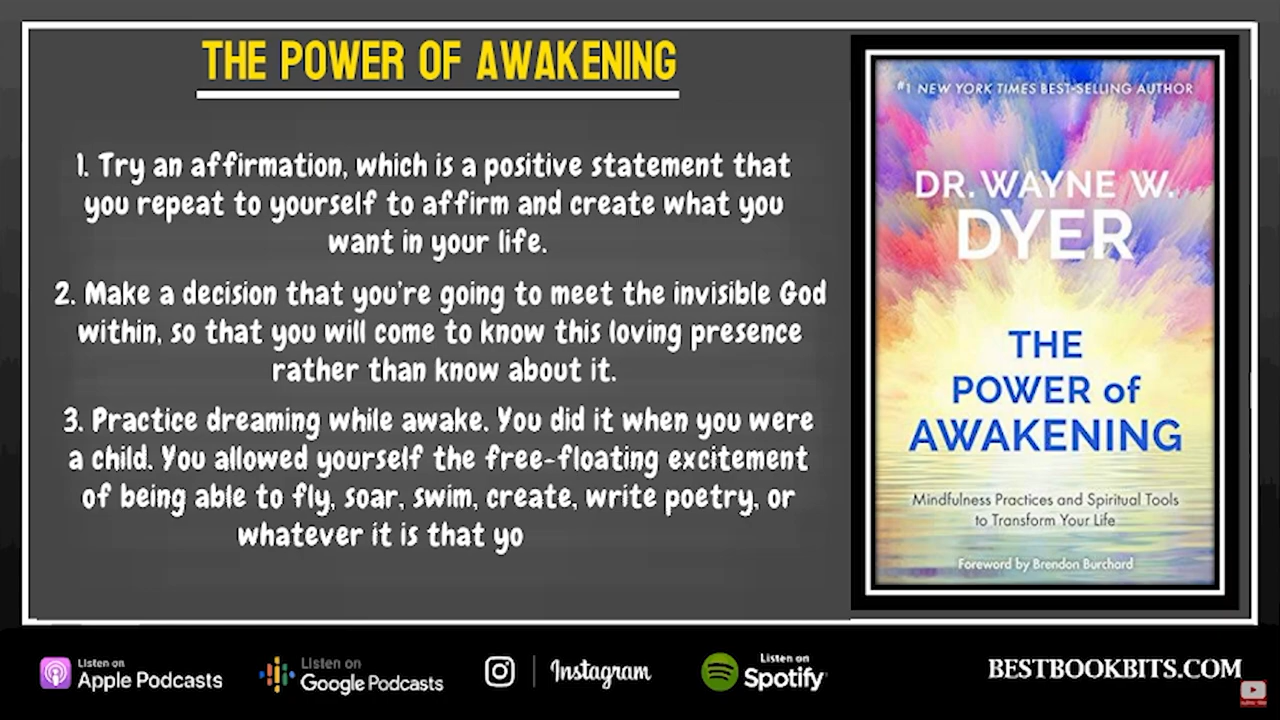 THE POWER OF AWAKENING
1. Try an affirmation, which is a positive statement that
you repeat to yourself to affirm and create what you
want in your life.
2. Make a decision that you're going to meet the invisible God
within, so that you will come to know this loving presence
rather than know about it.
3. Practice dreaming while awake. You did it when you were
a child. You allowed yourself the free-floating excitement
of being able to fly, soar, swim, create, write poetry, or
whatever it is that yo
#1 NEW YORK TIMES BEST-SELLING AUTHOR
DR. WAYNE W.
DYER
THE
POWER of
AWAKENING
Mindfulness Practices and Spiritual Tools
to Transform Your Life
Foreword by Brendon Burchard
Listen on
Apple Podcasts
Listen on
Google Podcasts
Instagram
Listen on
Spotify
BESTBOOKBITS.COM